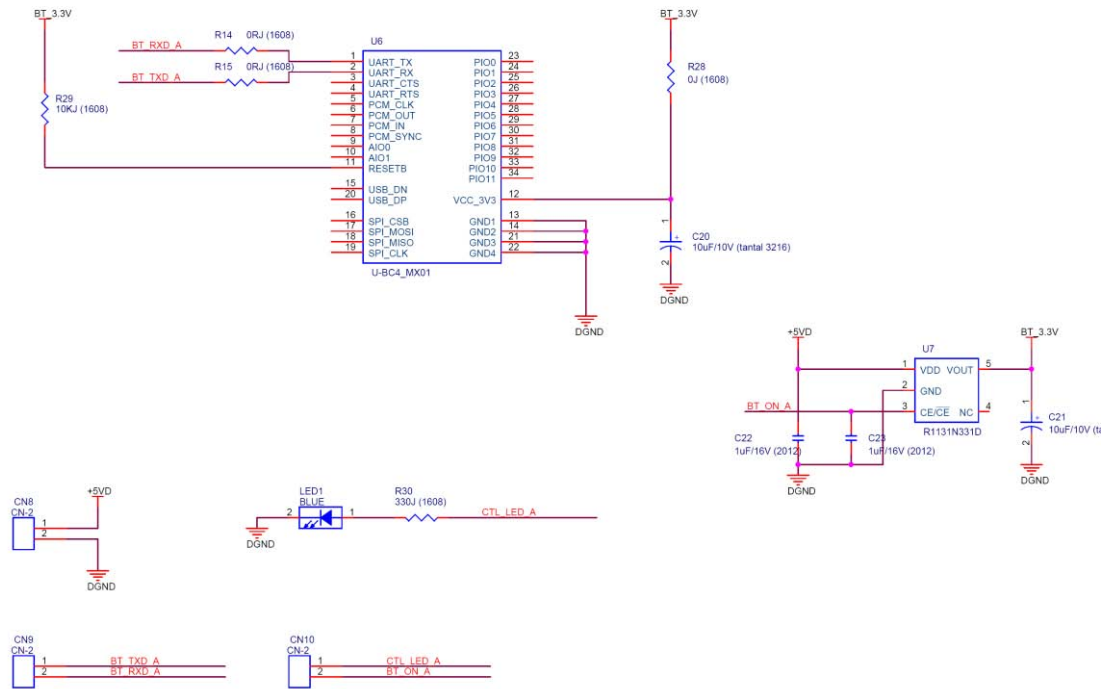 BT_3.3V
R29
10KJ (1608)
BT_RXD_A
R14 0RJ (1608)
BT_TXD_A
R15 0RJ (1608)
U6
1 UART_TX
2 UART_RX
3 UART_CTS
4 UART_RTS
5 PCM_CLK
6 PCM_OUT
7 PCM_IN
8 PCM_SYNC
9 AIO0
10 AIO1
11 RESETB
15 USB_DN
20 USB_DP
16 SPI_CSB
17 SPI_MOSI
18 SPI_MISO
19 SPI_CLK
PIO0 23
PIO1 24
PIO2 25
PIO3 26
PIO4 27
PIO5 28
PIO6 29
PIO7 30
PIO8 31
PIO9 32
PIO10 33
PIO11 34
VCC_3V3 12
GND1 13
GND2 14
GND3 21
GND4 22
U-BC4_MX01
DGND
BT_3.3V
R28
0J (1608)
1
C20
10uF/10V (tantal 3216)
+
2
DGND
+5VD
BT_3.3V
U7
1 VDD VOUT 5
2 GND
BT_ON_A
3 CE/CE NC 4
R1131N331D
C22
1uF/16V (2012)
C23
1uF/16V (2012)
DGND
1
C21
10uF/10V (ta
+
2
DGND
CN8
CN-2
1
2
+5VD
DGND
LED1
BLUE
2 1
DGND
R30
330J (1608)
CTL_LED_A
CN9
CN-2
1 BT_TXD_A
2 BT_RXD_A
CN10
CN-2
1 CTL_LED_A
2 BT_ON_A